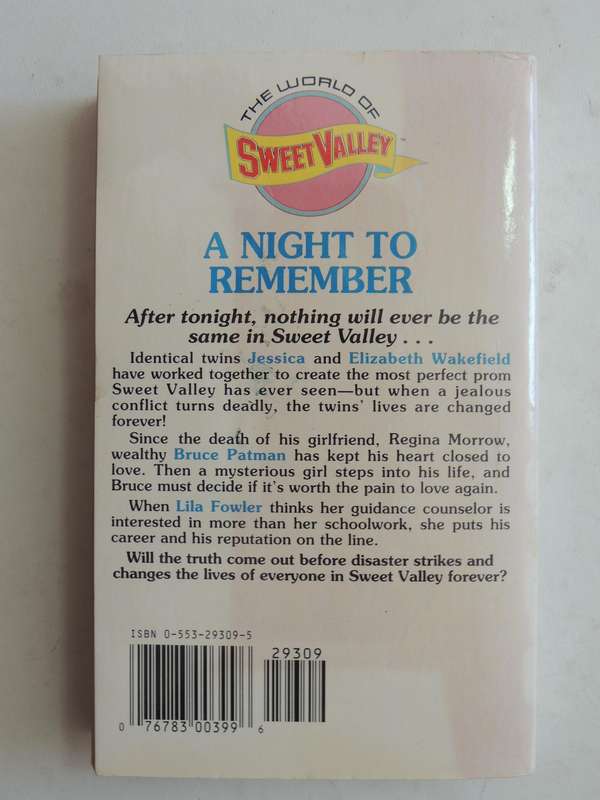 THE WORLD OF
SWEET VALLEY™
A NIGHT TO
REMEMBER
After tonight, nothing will ever be the
same in Sweet Valley . . .
Identical twins Jessica and Elizabeth Wakefield
have worked together to create the most perfect prom
Sweet Valley has ever seen—but when a jealous
conflict turns deadly, the twins' lives are changed
forever!
Since the death of his girlfriend, Regina Morrow,
wealthy Bruce Patman has kept his heart closed to
love. Then a mysterious girl steps into his life, and
Bruce must decide if it's worth the pain to love again.
When Lila Fowler thinks her guidance counselor is
interested in more than her schoolwork, she puts his
career and his reputation on the line.
Will the truth come out before disaster strikes and
changes the lives of everyone in Sweet Valley forever?
ISBN 0-553-29309-5
29309
0 76783 00399 6